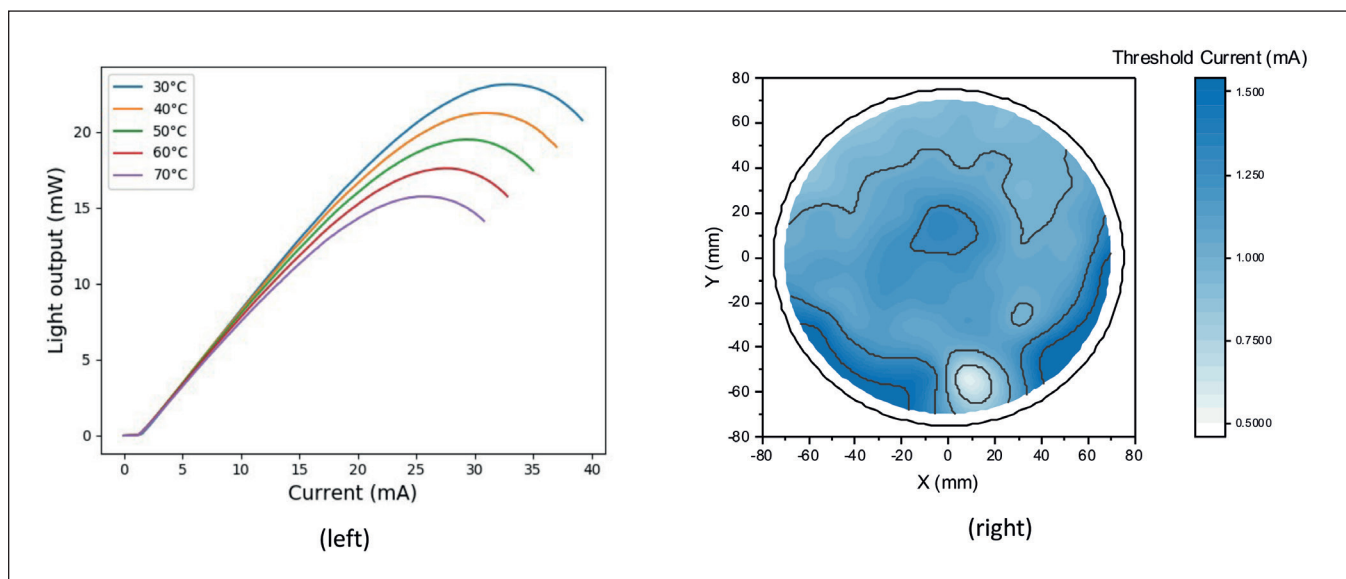 30°C
40°C
50°C
60°C
70°C
20
15
10
5
0
Light output (mW)
0 5 10 15 20 25 30 35 40
Current (mA)
(left)
Threshold Current (mA)
80
60
40
20
0
-20
-40
-60
-80
Y (mm)
-80 -60 -40 -20 0 20 40 60 80
X (mm)
1.500
1.250
1.000
0.7500
0.5000
(right)